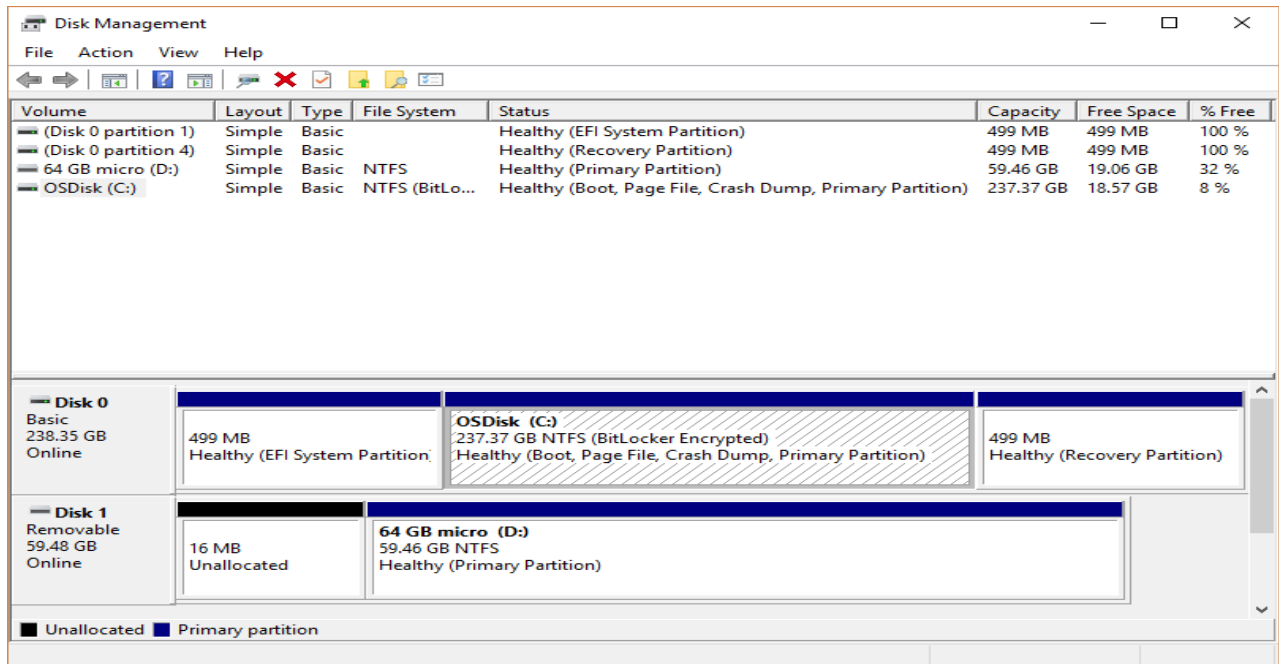 Disk Management
File Action View Help
Volume Layout Type File System Status Capacity Free Space % Free
(Disk 0 partition 1) Simple Basic Healthy (EFI System Partition) 499 MB 499 MB 100 %
(Disk 0 partition 4) Simple Basic Healthy (Recovery Partition) 499 MB 499 MB 100 %
64 GB micro (D:) Simple Basic NTFS Healthy (Primary Partition) 59.46 GB 19.06 GB 32 %
OSDisk (C:) Simple Basic NTFS (BitLo... Healthy (Boot, Page File, Crash Dump, Primary Partition) 237.37 GB 18.57 GB 8 %
Disk 0
Basic
238.35 GB
Online
499 MB
Healthy (EFI System Partition)
OSDisk (C:)
237.37 GB NTFS (BitLocker Encrypted)
Healthy (Boot, Page File, Crash Dump, Primary Partition)
499 MB
Healthy (Recovery Partition)
Disk 1
Removable
59.48 GB
Online
16 MB
Unallocated
64 GB micro (D:)
59.46 GB NTFS
Healthy (Primary Partition)
Unallocated Primary partition